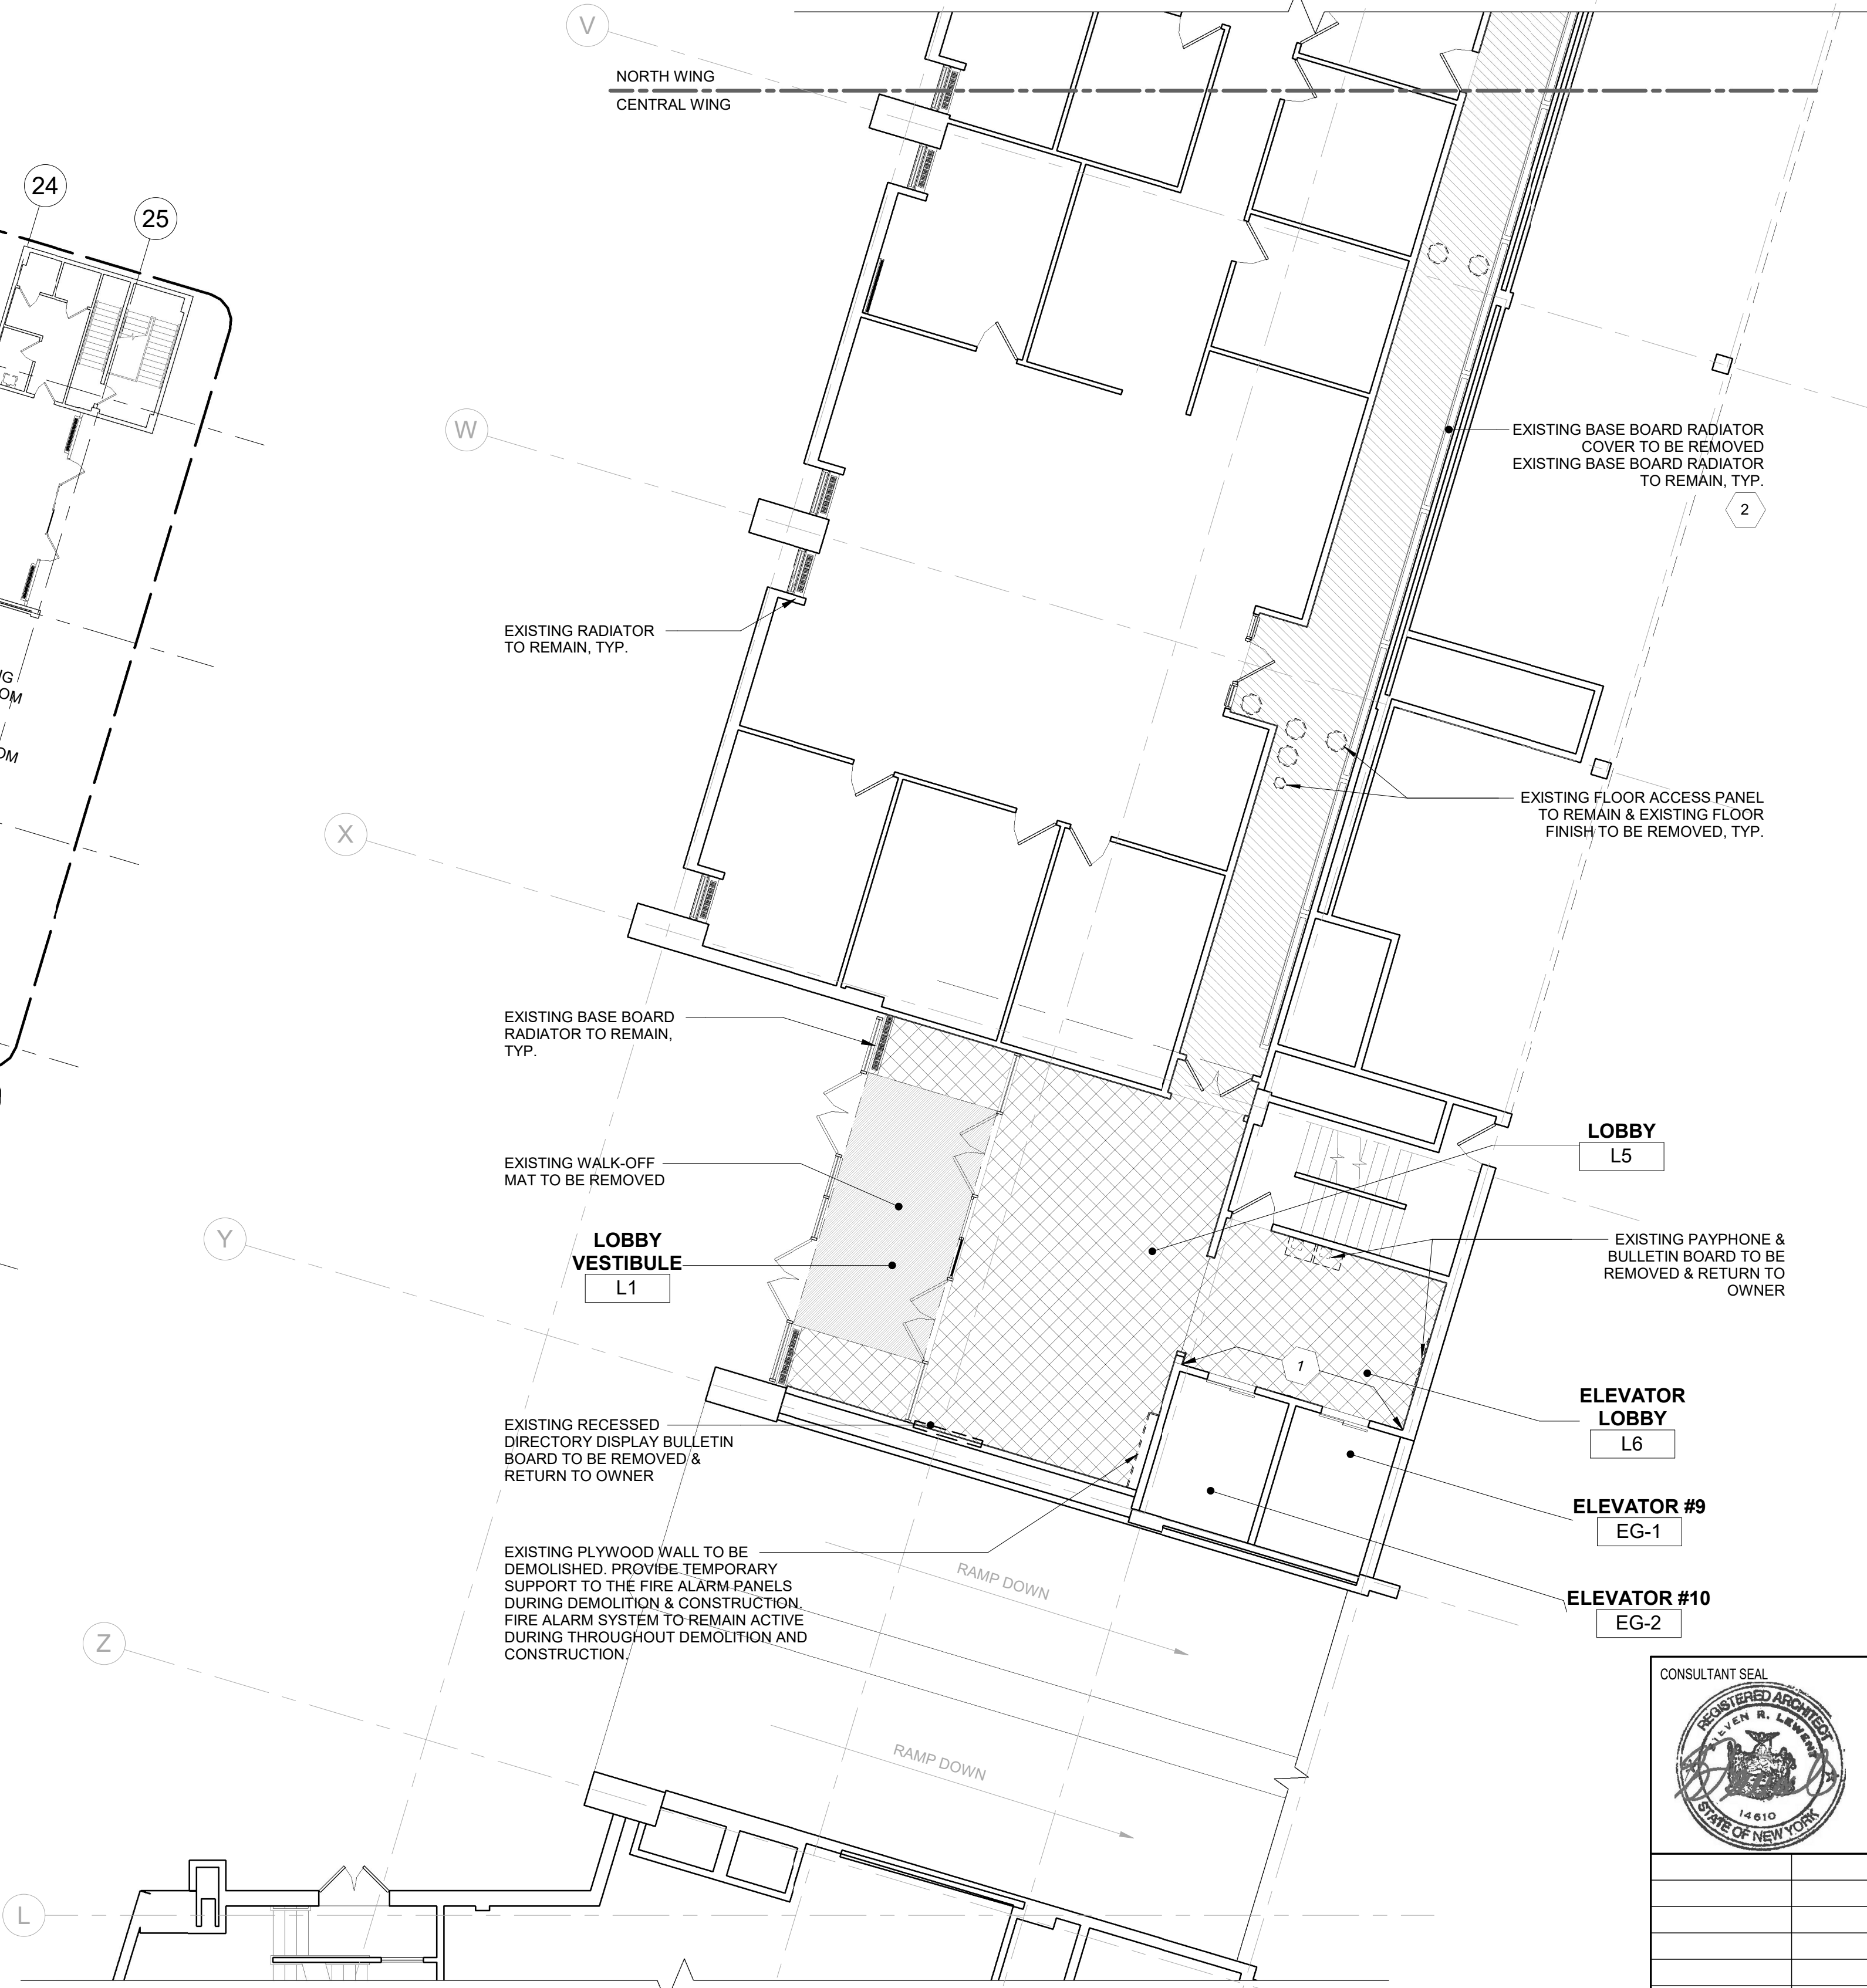 V
NORTH WING
CENTRAL WING
24
25
W
EXISTING BASE BOARD RADIATOR
COVER TO BE REMOVED
EXISTING BASE BOARD RADIATOR
TO REMAIN, TYP.
2
EXISTING RADIATOR
TO REMAIN, TYP.
OM
OM
EXISTING FLOOR ACCESS PANEL
TO REMAIN & EXISTING FLOOR
FINISH TO BE REMOVED, TYP.
X
EXISTING BASE BOARD
RADIATOR TO REMAIN,
TYP.
LOBBY
L5
EXISTING WALK-OFF
MAT TO BE REMOVED
Y
LOBBY
VESTIBULE
L1
EXISTING PAYPHONE &
BULLETIN BOARD TO BE
REMOVED & RETURN TO
OWNER
1
ELEVATOR
LOBBY
L6
EXISTING RECESSED
DIRECTORY DISPLAY BULLETIN
BOARD TO BE REMOVED &
RETURN TO OWNER
ELEVATOR #9
EG-1
EXISTING PLYWOOD WALL TO BE
DEMOLISHED. PROVIDE TEMPORARY
SUPPORT TO THE FIRE ALARM PANELS
DURING DEMOLITION & CONSTRUCTION.
FIRE ALARM SYSTEM TO REMAIN ACTIVE
DURING THROUGHOUT DEMOLITION AND
CONSTRUCTION.
RAMP DOWN
ELEVATOR #10
EG-2
Z
RAMP DOWN
CONSULTANT SEAL
REGISTERED ARCHITECT
R. LEWENT
14610
STATE OF NEW YORK
L